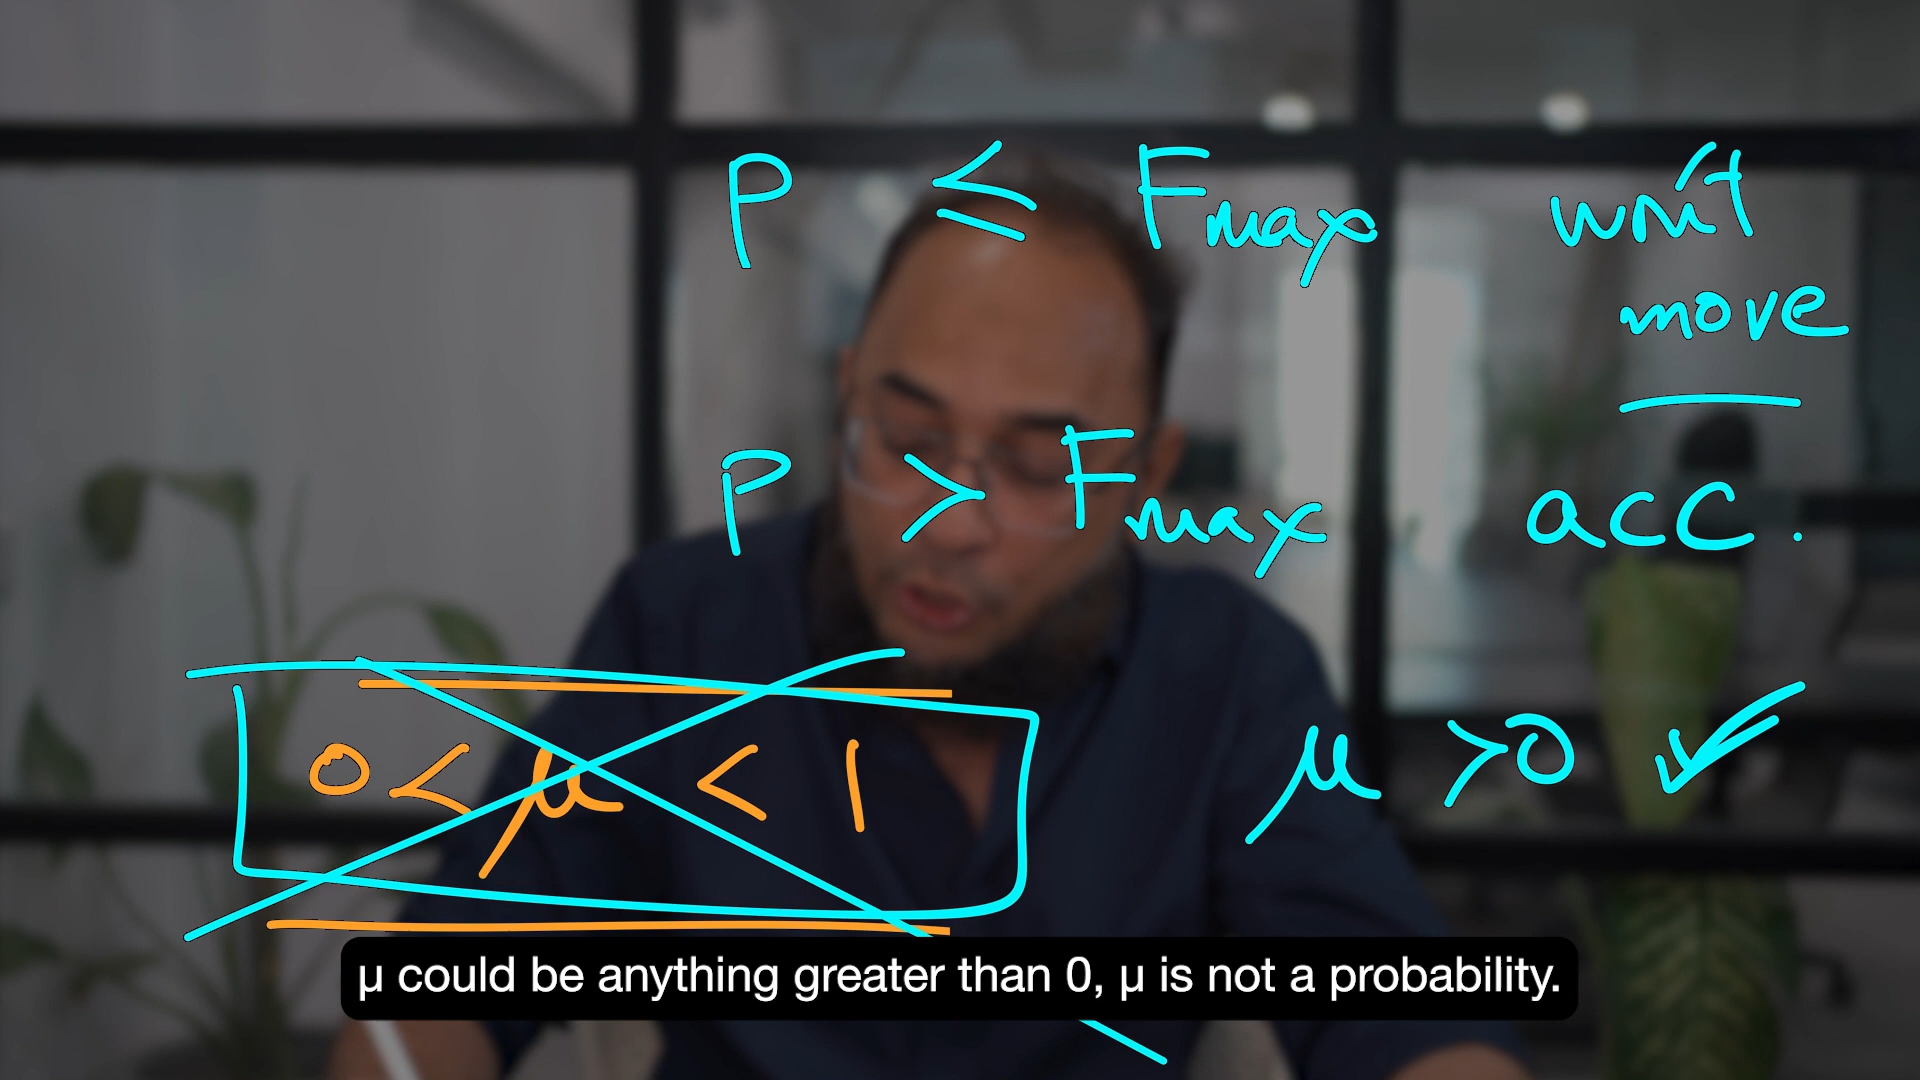 P ≤ Fmax won't
move
P > Fmax acc.
0 < μ < 1 μ > 0 ✓
μ could be anything greater than 0, μ is not a probability.